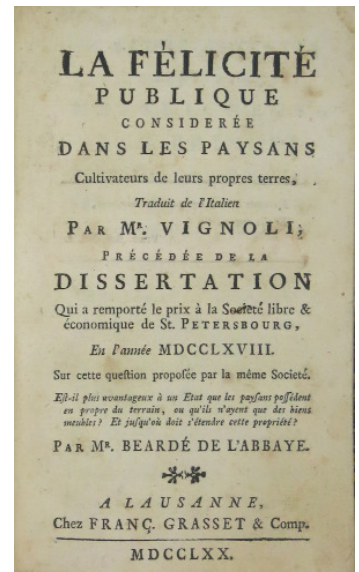 LA FÉLICITÉ
PUBLIQUE
CONSIDERÉE
DANS LES PAYSANS
Cultivateurs de leurs propres terres,
Traduit de l'Italien
PAR Mr. VIGNOLI;
PRÉCÉDÉE DE LA
DISSERTATION
Qui a remporté le prix à la Societé libre &
économique de St. PETERSBOURG,
En l'année MDCCLXVIII.
Sur cette question proposée par la même Societé.
Est-il plus avantageux à un Etat que les paysans possédent
en propre du terrain, ou qu'ils n'ayent que des biens
meubles? Et jusqu'où doit s'étendre cette propriété?
PAR Mr. BEARDÉ DE L'ABBAYE.
A LAUSANNE,
Chez FRANÇ. GRASSET & Comp.
MDCCLXX.